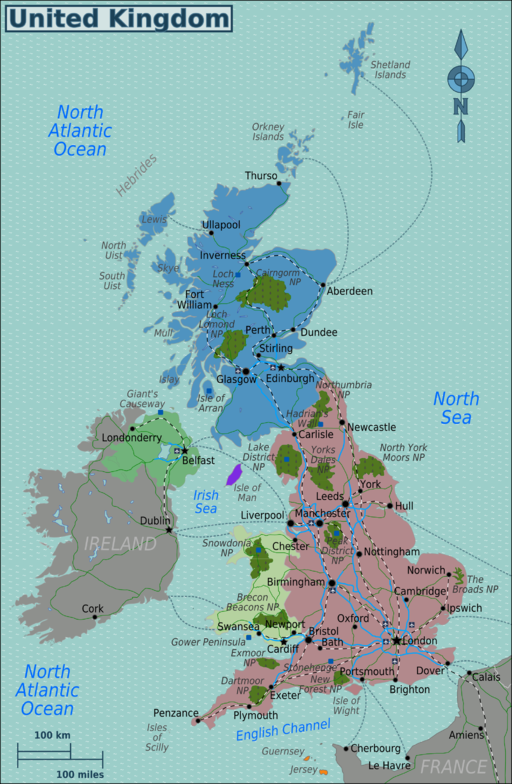 United Kingdom
Shetland
Islands
North
Atlantic
Ocean
N
Fair
Isle
Orkney
Islands
Hebrides
Thurso
Lewis
Ullapool
North
Uist
Inverness
Skye
Loch
Ness
Cairngorm
NP
South
Uist
Aberdeen
Fort
William
Loch
Lomond
NP
Perth
Dundee
Mull
Stirling
Glasgow
Edinburgh
Islay
Northumbria
NP
Giant's
Causeway
Isle of
Arran
North
Sea
Hadrian's
Wall
Newcastle
Londonderry
Carlisle
Belfast
Lake
District
NP
Yorks
Dales
NP
North York
Moors NP
Isle of
Man
York
Irish
Sea
Leeds
Hull
Liverpool
Manchester
Dublin
IRELAND
Snowdonia
NP
Chester
Peak
District
NP
Nottingham
Norwich
The
Broads NP
Birmingham
Cambridge
Brecon
Beacons NP
Ipswich
Cork
Swansea
Newport
Oxford
Gower Peninsula
Cardiff
Bristol
Bath
London
Exmoor
NP
Stonehenge
North
Atlantic
Ocean
Dartmoor
NP
New
Forest NP
Portsmouth
Dover
Calais
Exeter
Brighton
Isle of
Wight
Penzance
Plymouth
Isles
of
Scilly
English Channel
Amiens
100 km
100 miles
Guernsey
Jersey
Cherbourg
Le Havre
FRANCE